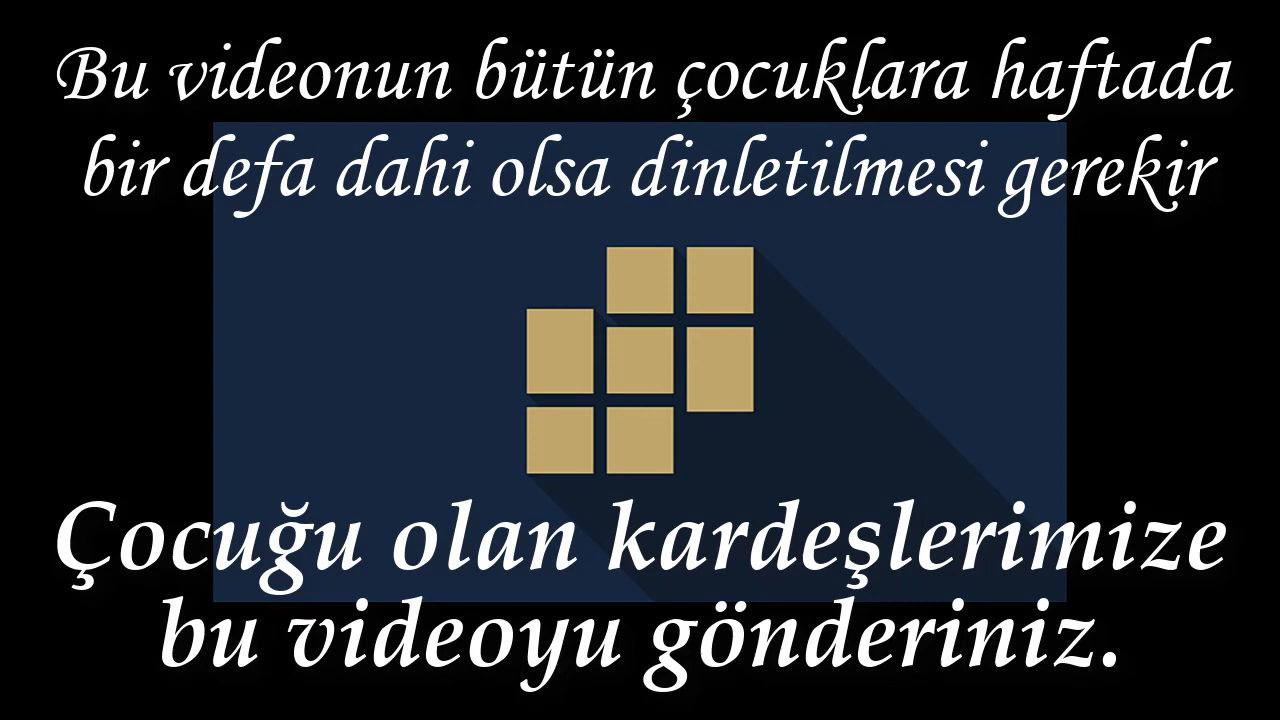 Bu videonun bütün çocuklara haftada
bir defa dahi olsa dinletilmesi gerekir
Çocuğu olan kardeşlerimize
bu videoyu gönderiniz.